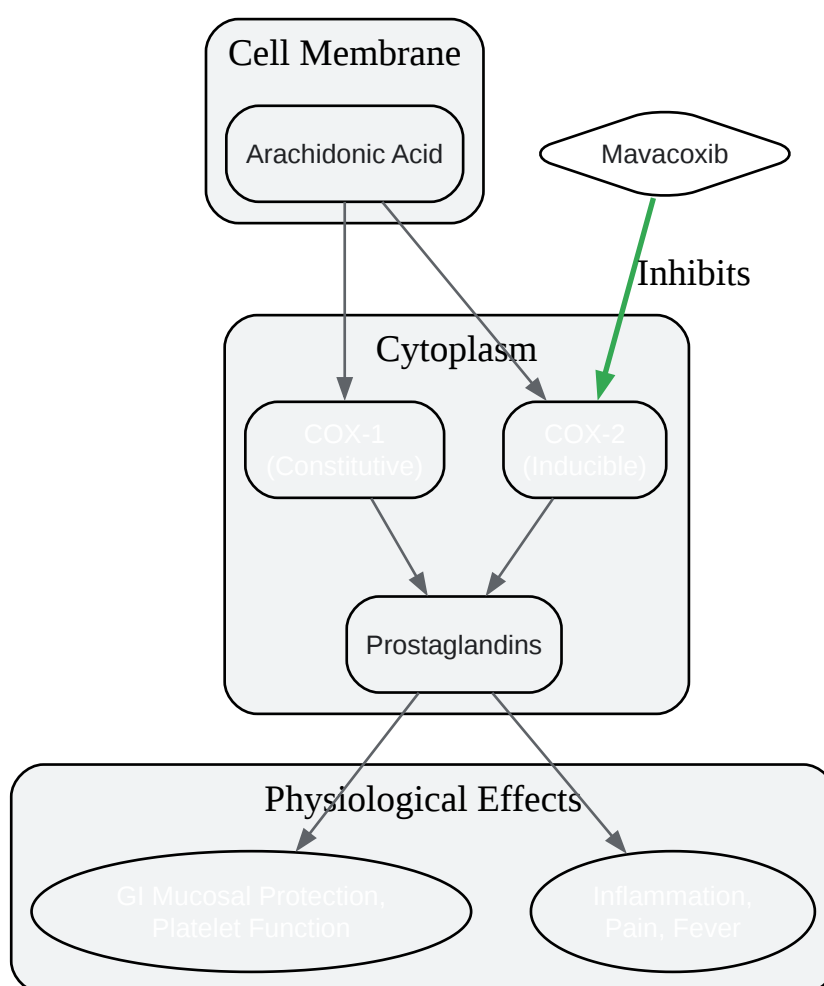 Cell Membrane
Arachidonic Acid
Mavacoxib
Inhibits
Cytoplasm
COX-1
(Constitutive)
COX-2
(Inducible)
Prostaglandins
Physiological Effects
GI Mucosal Protection,
Platelet Function
Inflammation,
Pain, Fever